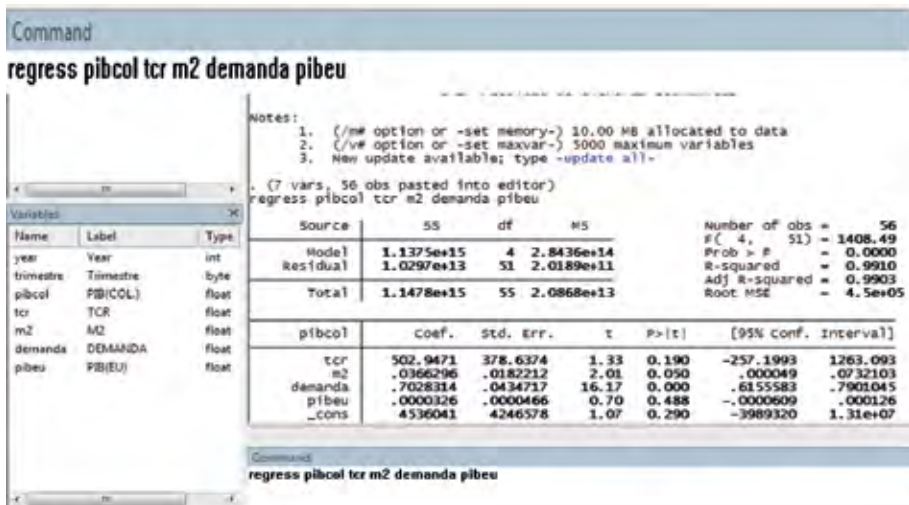 Command
regress pibcol tcr m2 demanda pibeu
Notes:
1. (/m# option or -set memory-) 10.00 MB allocated to data
2. (/v# option or -set maxvar-) 5000 maximum variables
3. New update available; type -update all-
. (7 vars, 56 obs pasted into editor)
regress pibcol tcr m2 demanda pibeu
Variables
Name Label Type
year Year int
trimestre Trimestre byte
pibcol PIB(COL.) float
tcr TCR float
m2 M2 float
demanda DEMANDA float
pibeu PIB(EU) float
Source SS df MS
Model 1.1375e+15 4 2.8436e+14
Residual 1.0297e+13 51 2.0189e+11
Total 1.1478e+15 55 2.0868e+13
Number of obs = 56
F( 4, 51) = 1408.49
Prob > F = 0.0000
R-squared = 0.9910
Adj R-squared = 0.9903
Root MSE = 4.5e+05
pibcol Coef. Std. Err. t P>|t| [95% Conf. Interval]
tcr 502.9471 378.6374 1.33 0.190 -257.1993 1263.093
m2 .0366296 .0182212 2.01 0.050 .000049 .0732103
demanda .7028314 .0434717 16.17 0.000 .6155583 .7901045
pibeu .0000326 .0000466 0.70 0.488 -.0000609 .000126
_cons 4536041 4246578 1.07 0.290 -3989320 1.31e+07
Command
regress pibcol tcr m2 demanda pibeu